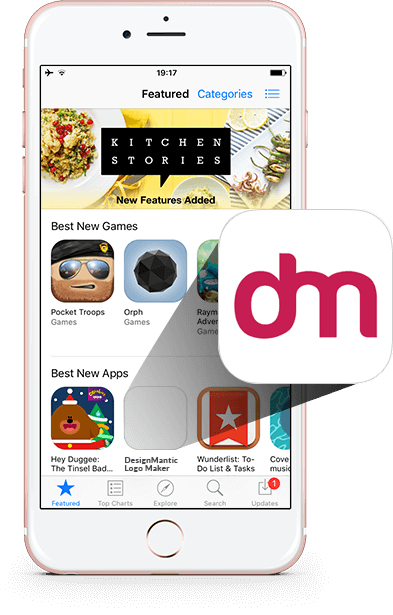 19:17
Featured Categories
KITCHEN
STORIES
New Features Added
Best New Games
Pocket Troops
Games
Orph
Games
Raym
Adven
Games
dm
Best New Apps
Hey Duggee:
The Tinsel Bad...
DesignMantic
Logo Maker
Wunderlist: To-
Do List & Tasks
Cove
music
1
Featured Top Charts Explore Search Updates